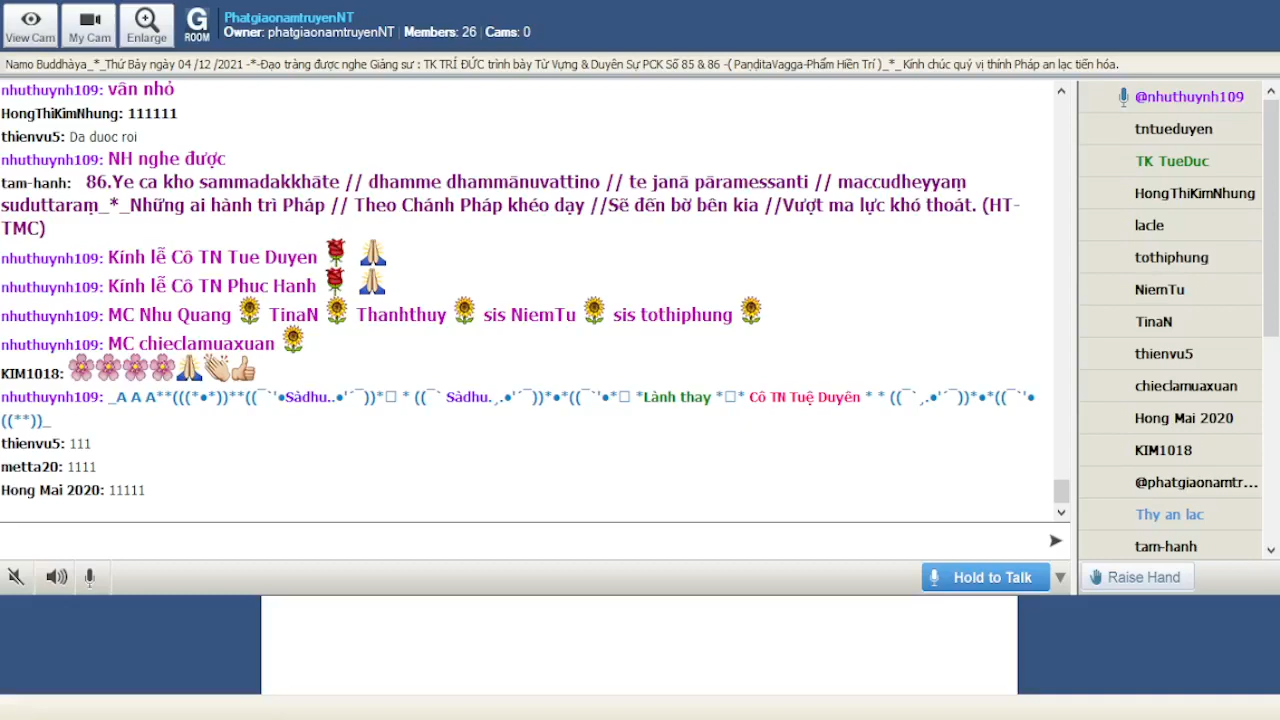 View Cam
My Cam
Enlarge
G
ROOM
PhatgiaonamtruyenNT
Owner: phatgiaonamtruyenNT | Members: 26 | Cams: 0
Namo Buddhàya_*_Thứ Bảy ngày 04 /12 /2021 -*-Đạo tràng được nghe Giảng sư : TK TRÍ ĐỨC trình bày Từ Vựng & Duyên Sự PCK Số 85 & 86 -( PaṇḍitaVagga-Phẩm Hiền Trí )_*_ Kính chúc quý vị thính Pháp an lạc tiến hóa.
nhuthuynh109: vẫn nhỏ
HongThiKimNhung: 111111
thienvu5: Da duoc roi
nhuthuynh109: NH nghe được
tam-hanh: 86.Ye ca kho sammadakkhāte // dhamme dhammānuvattino // te janā pāramessanti // maccudheyyaṃ
suduttaraṃ_*_Những ai hành trì Pháp // Theo Chánh Pháp khéo dạy //Sẽ đến bờ bên kia //Vượt ma lực khó thoát. (HT-
TMC)
nhuthuynh109: Kính lễ Cô TN Tue Duyen 🌹 🙏
nhuthuynh109: Kính lễ Cô TN Phuc Hanh 🌹 🙏
nhuthuynh109: MC Nhu Quang 🌻 TinaN 🌻 Thanhthuy 🌻 sis NiemTu 🌻 sis tothiphung 🌻
nhuthuynh109: MC chieclamuaxuan 🌻
KIM1018: 🌸🌸🌸🌸🙏👏👍
nhuthuynh109: _A A A**(((*●*))**((¯`'●Sàdhu..●'´¯))*□ * ((¯` Sàdhu.¸.●'´¯))*●*((¯`'●*□ *Lành thay *□* Cô TN Tuệ Duyên * * ((¯`¸.●'´¯))*●*((¯`'●
((**))_
thienvu5: 111
metta20: 1111
Hong Mai 2020: 11111
Hold to Talk
@nhuthuynh109
tntueduyen
TK TueDuc
HongThiKimNhung
lacle
tothiphung
NiemTu
TinaN
thienvu5
chieclamuaxuan
Hong Mai 2020
KIM1018
@phatgiaonamtr...
Thy an lac
tam-hanh
Raise Hand